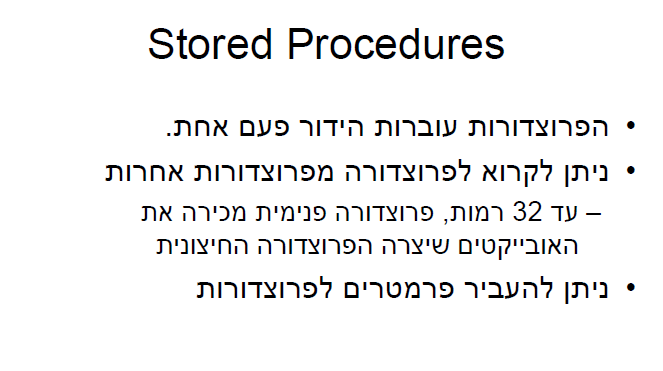 Stored Procedures
• הפרוצדורות עוברות הידור פעם אחת.
• ניתן לקרוא לפרוצדורה מפרוצדורות אחרות
– עד 32 רמות, פרוצדורה פנימית מכירה את
האובייקטים שיצרה הפרוצדורה החיצונית
• ניתן להעביר פרמטרים לפרוצדורות